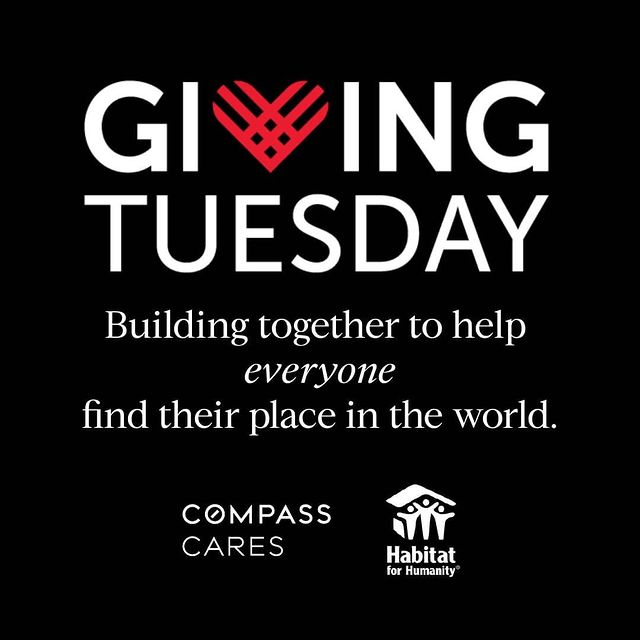 GIVING
TUESDAY
Building together to help
everyone
find their place in the world.
COMPASS
CARES
Habitat
for Humanity®